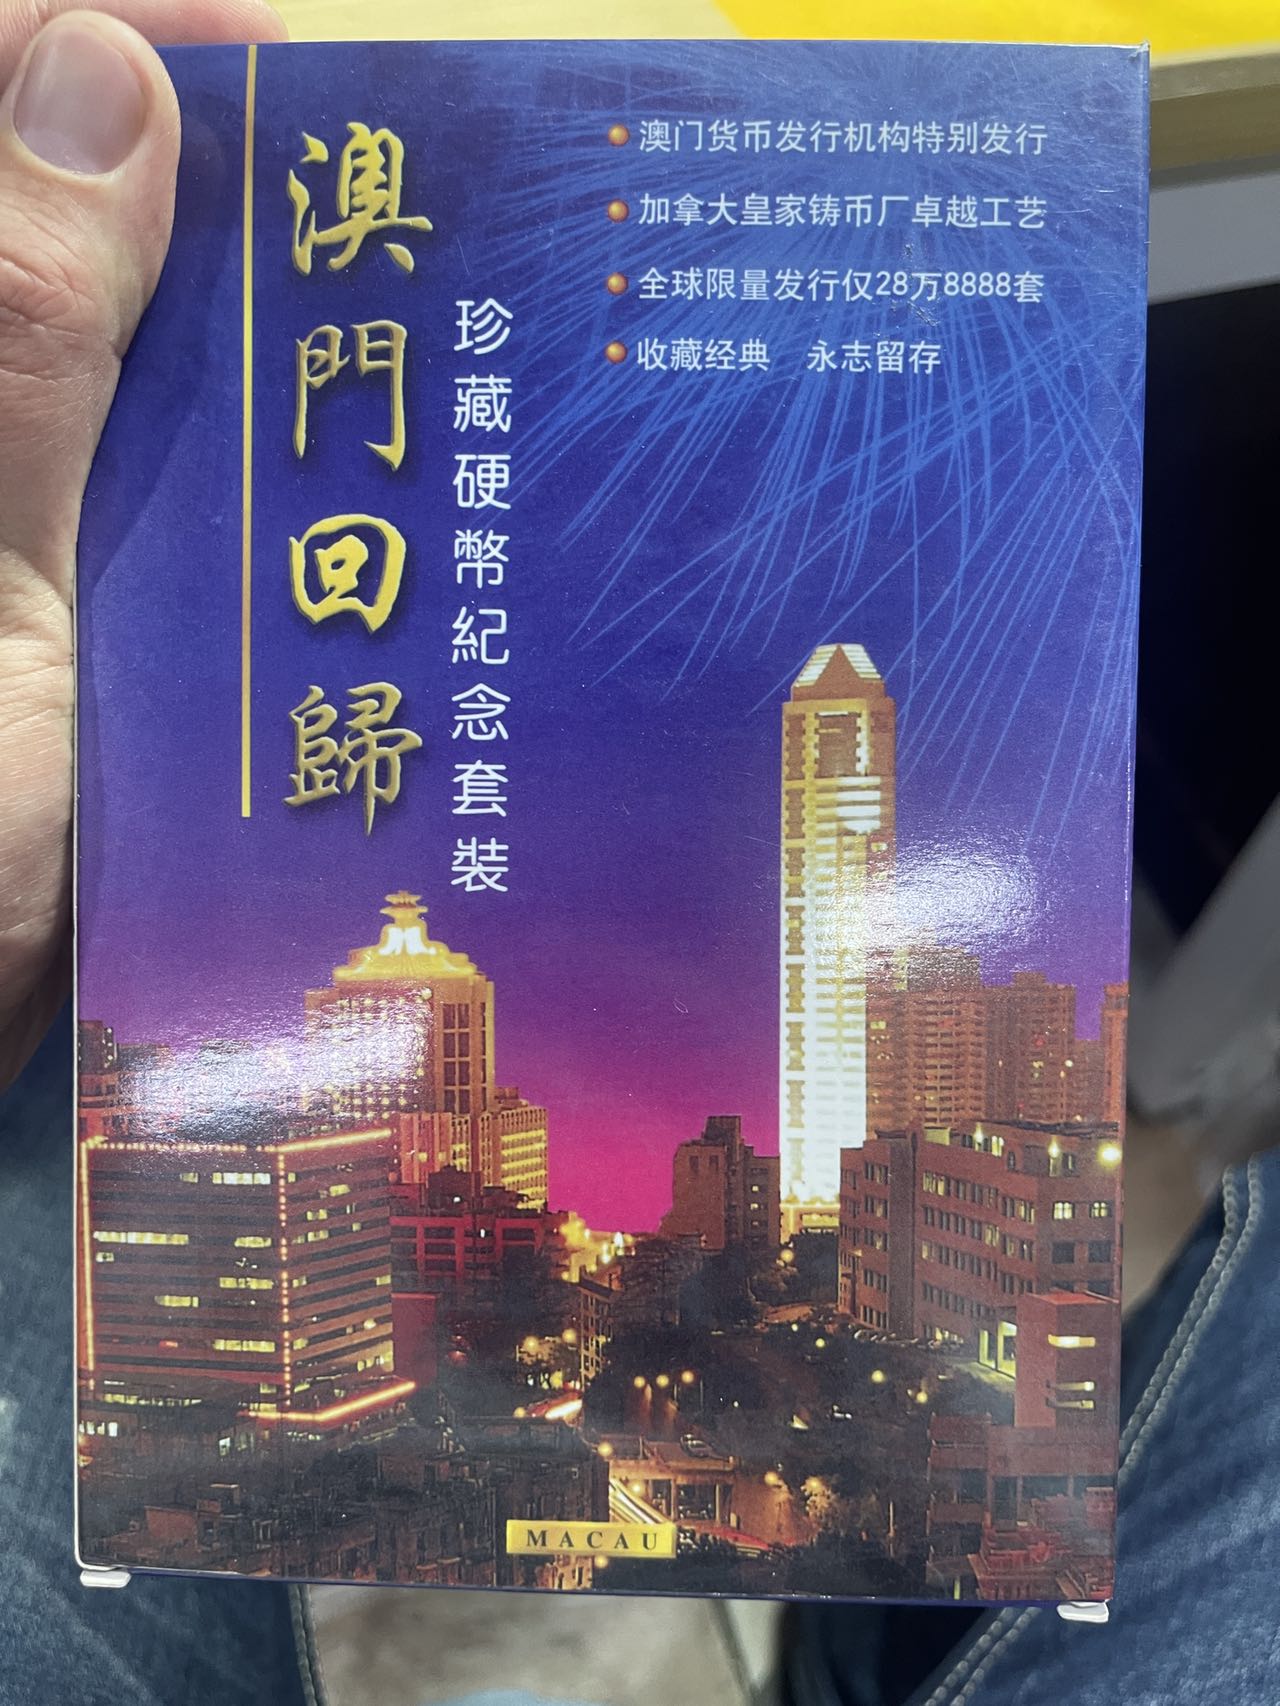 澳門回歸
珍藏硬幣紀念套裝
澳门货币发行机构特别发行
加拿大皇家铸币厂卓越工艺
全球限量发行仅28万8888套
收藏经典　永志留存
MACAU